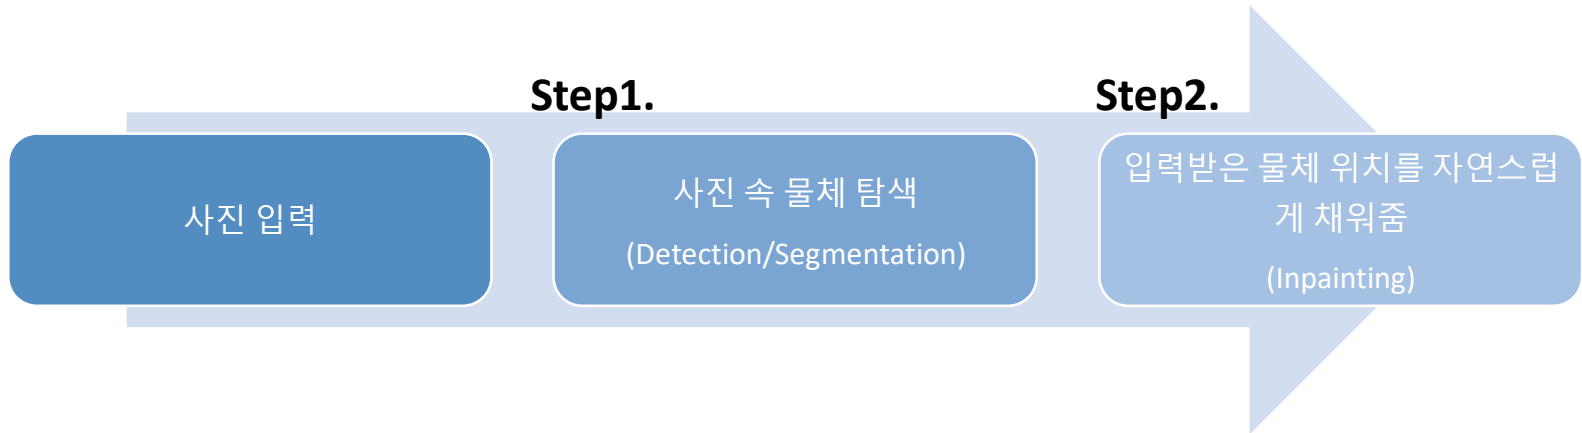 Step1.
Step2.
사진 입력
사진 속 물체 탐색
(Detection/Segmentation)
입력받은 물체 위치를 자연스럽
게 채워줌
(Inpainting)